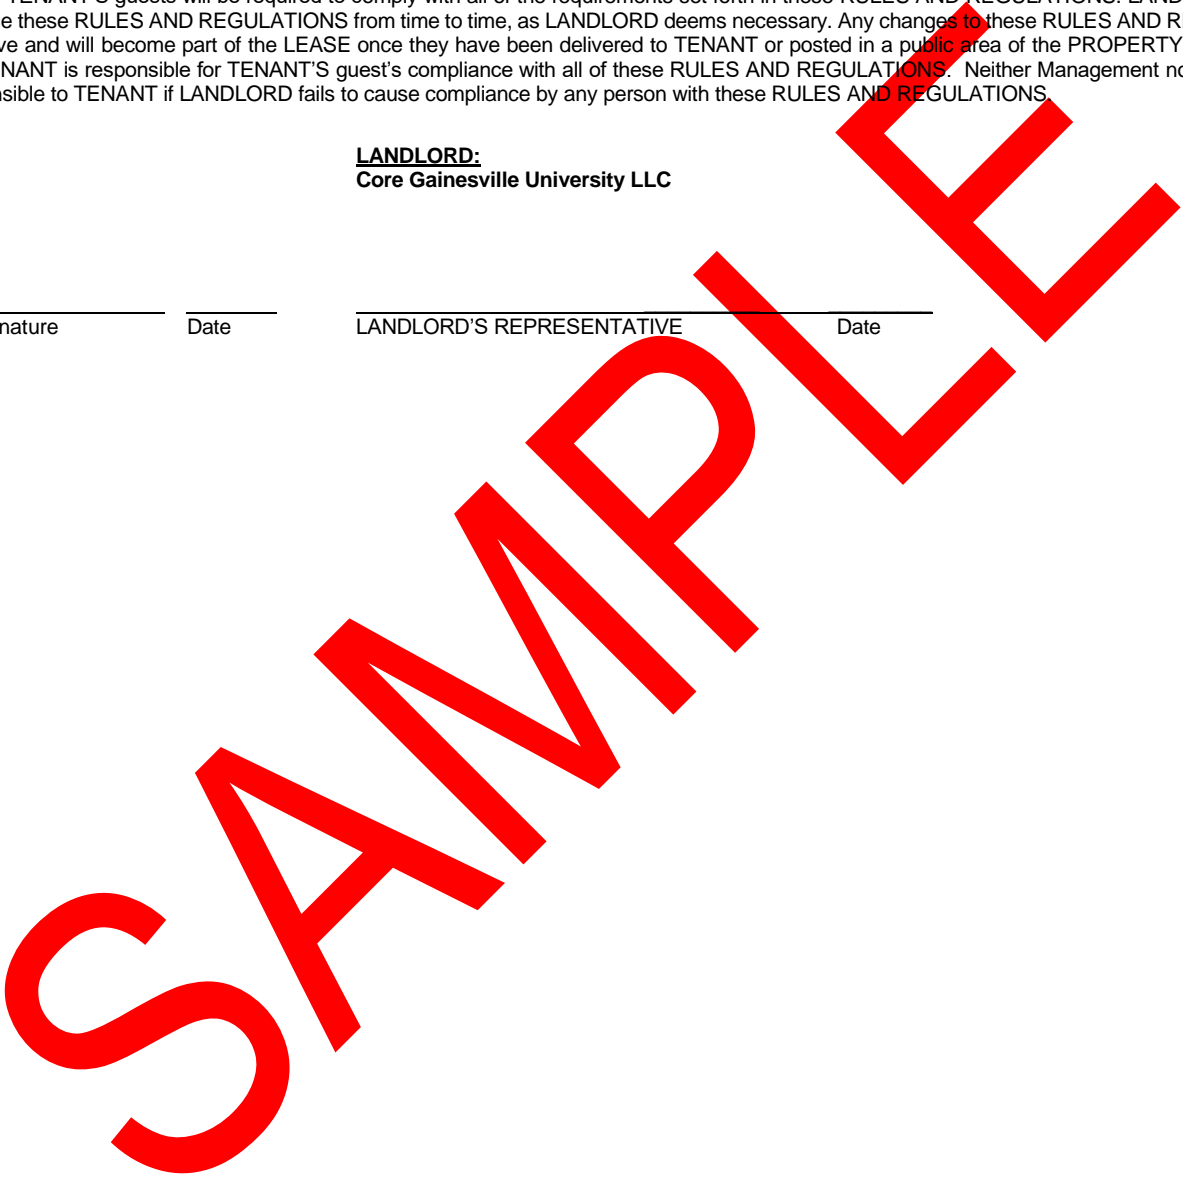 TENANT'S guests will be required to comply with all of the requirements set forth in these RULES AND REGULATIONS. LAND
e these RULES AND REGULATIONS from time to time, as LANDLORD deems necessary. Any changes to these RULES AND R
ve and will become part of the LEASE once they have been delivered to TENANT or posted in a public area of the PROPERTY
NANT is responsible for TENANT'S guest's compliance with all of these RULES AND REGULATIONS. Neither Management no
nsible to TENANT if LANDLORD fails to cause compliance by any person with these RULES AND REGULATIONS.
LANDLORD:
Core Gainesville University LLC
nature Date LANDLORD'S REPRESENTATIVE Date
SAMPLE